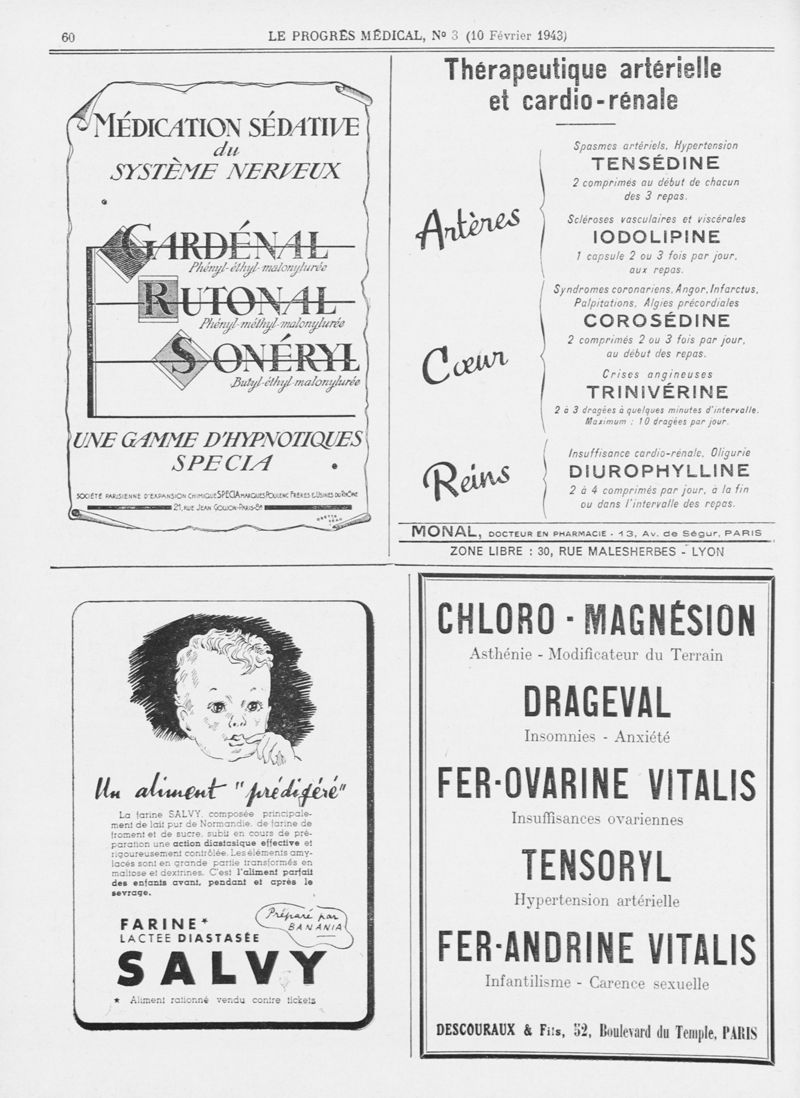 60
LE PROGRÈS MÉDICAL, Nº 3 (10 Février 1943)
MÉDICATION SÉDATIVE
du
SYSTÈME NERVEUX
GARDÉNAL
Phényl-éthyl-malonylurée
RUTONAL
Phényl-méthyl-malonylurée
SONÉRYL
Butyl-éthyl-malonylurée
UNE GAMME D'HYPNOTIQUES
SPECIA
SOCIÉTÉ PARISIENNE D'EXPANSION CHIMIQUE SPECIA MARQUES POULENC FRÈRES & USINES DU RHÔNE
21, RUE JEAN GOUJON-PARIS-8e
Thérapeutique artérielle
et cardio-rénale
Artères
Spasmes artériels, Hypertension
TENSÉDINE
2 comprimés au début de chacun
des 3 repas.
Scléroses vasculaires et viscérales
IODOLIPINE
1 capsule 2 ou 3 fois par jour,
aux repas.
Cœur
Syndromes coronariens, Angor, Infarctus,
Palpitations, Algies précordiales
COROSÉDINE
2 comprimés 2 ou 3 fois par jour,
au début des repas.
Crises angineuses
TRINIVÉRINE
2 à 3 dragées à quelques minutes d'intervalle.
Maximum : 10 dragées par jour.
Reins
Insuffisance cardio-rénale, Oligurie
DIUROPHYLLINE
2 à 4 comprimés par jour, à la fin
ou dans l'intervalle des repas.
MONAL, DOCTEUR EN PHARMACIE - 13, Av. de Ségur, PARIS
ZONE LIBRE : 30, RUE MALESHERBES - LYON
Un aliment "prédigéré"
La farine SALVY, composée principale-
ment de lait pur de Normandie, de farine de
froment et de sucre, subit en cours de pré-
paration une action diastasique effective et
rigoureusement contrôlée. Les éléments amy-
lacés sont en grande partie transformés en
maltose et dextrines. C'est l'aliment parfait
des enfants avant, pendant et après le
sevrage.
FARINE*
LACTÉE DIASTASÉE
Préparé par
BANANIA
SALVY
* Aliment rationné vendu contre tickets
CHLORO - MAGNÉSION
Asthénie - Modificateur du Terrain
DRAGEVAL
Insomnies - Anxiété
FER-OVARINE VITALIS
Insuffisances ovariennes
TENSORYL
Hypertension artérielle
FER-ANDRINE VITALIS
Infantilisme - Carence sexuelle
DESCOURAUX & Fils, 52, Boulevard du Temple, PARIS